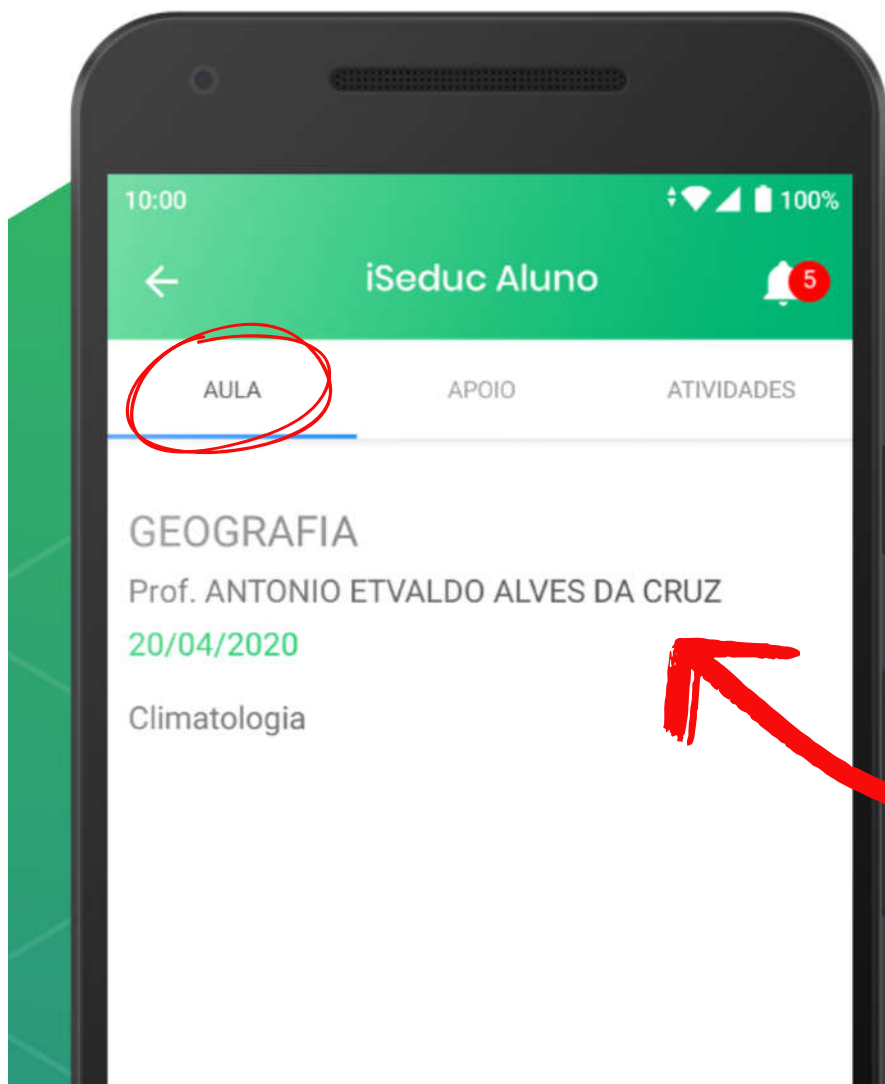 10:00 100%
iSeduc Aluno 5
AULA APOIO ATIVIDADES
GEOGRAFIA
Prof. ANTONIO ETVALDO ALVES DA CRUZ
20/04/2020
Climatologia